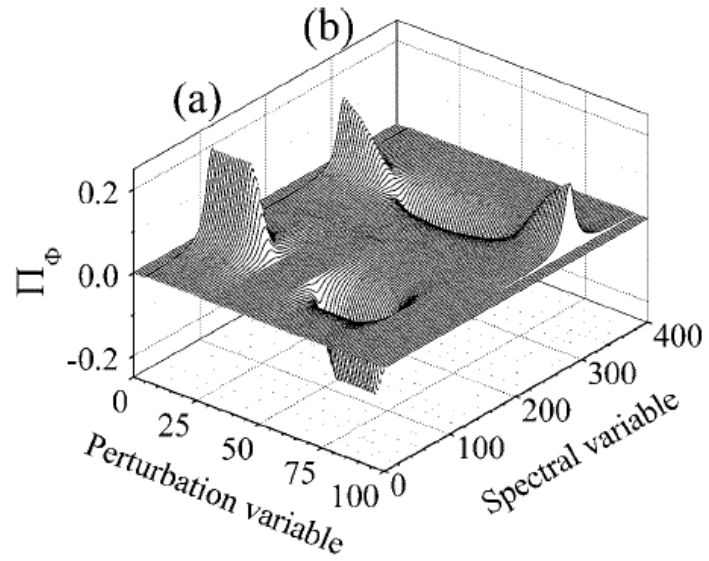 (b)
(a)
0.2
0.0
-0.2
Π_Φ
0
25
50
75
100
Perturbation variable
0
100
200
300
400
Spectral variable